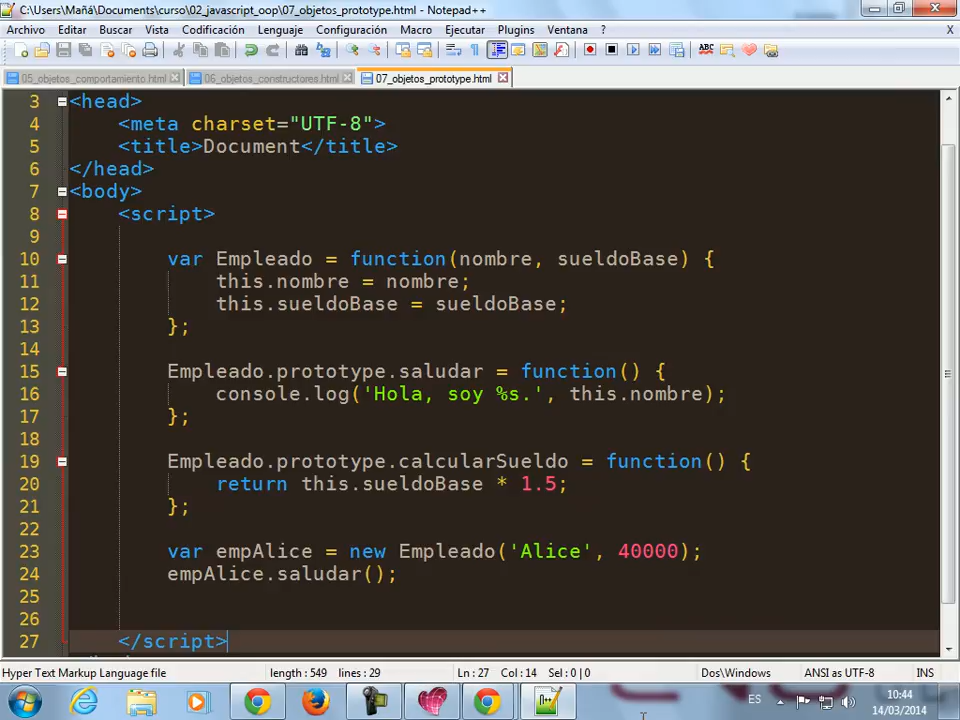 C:\Users\Mañá\Documents\curso\02_javascript_oop\07_objetos_prototype.html - Notepad++
Archivo Editar Buscar Vista Codificación Lenguaje Configuración Macro Ejecutar Plugins Ventana ? X
ABC
05_objetos_comportamiento.html 06_objetos_constructores.html 07_objetos_prototype.html
3 <head>
4 <meta charset="UTF-8">
5 <title>Document</title>
6 </head>
7 <body>
8 <script>
9
10 var Empleado = function(nombre, sueldoBase) {
11 this.nombre = nombre;
12 this.sueldoBase = sueldoBase;
13 };
14
15 Empleado.prototype.saludar = function() {
16 console.log('Hola, soy %s.', this.nombre);
17 };
18
19 Empleado.prototype.calcularSueldo = function() {
20 return this.sueldoBase * 1.5;
21 };
22
23 var empAlice = new Empleado('Alice', 40000);
24 empAlice.saludar();
25
26
27 </script>
Hyper Text Markup Language file length : 549 lines : 29 Ln : 27 Col : 14 Sel : 0 | 0 Dos\Windows ANSI as UTF-8 INS
ES 10:44
14/03/2014